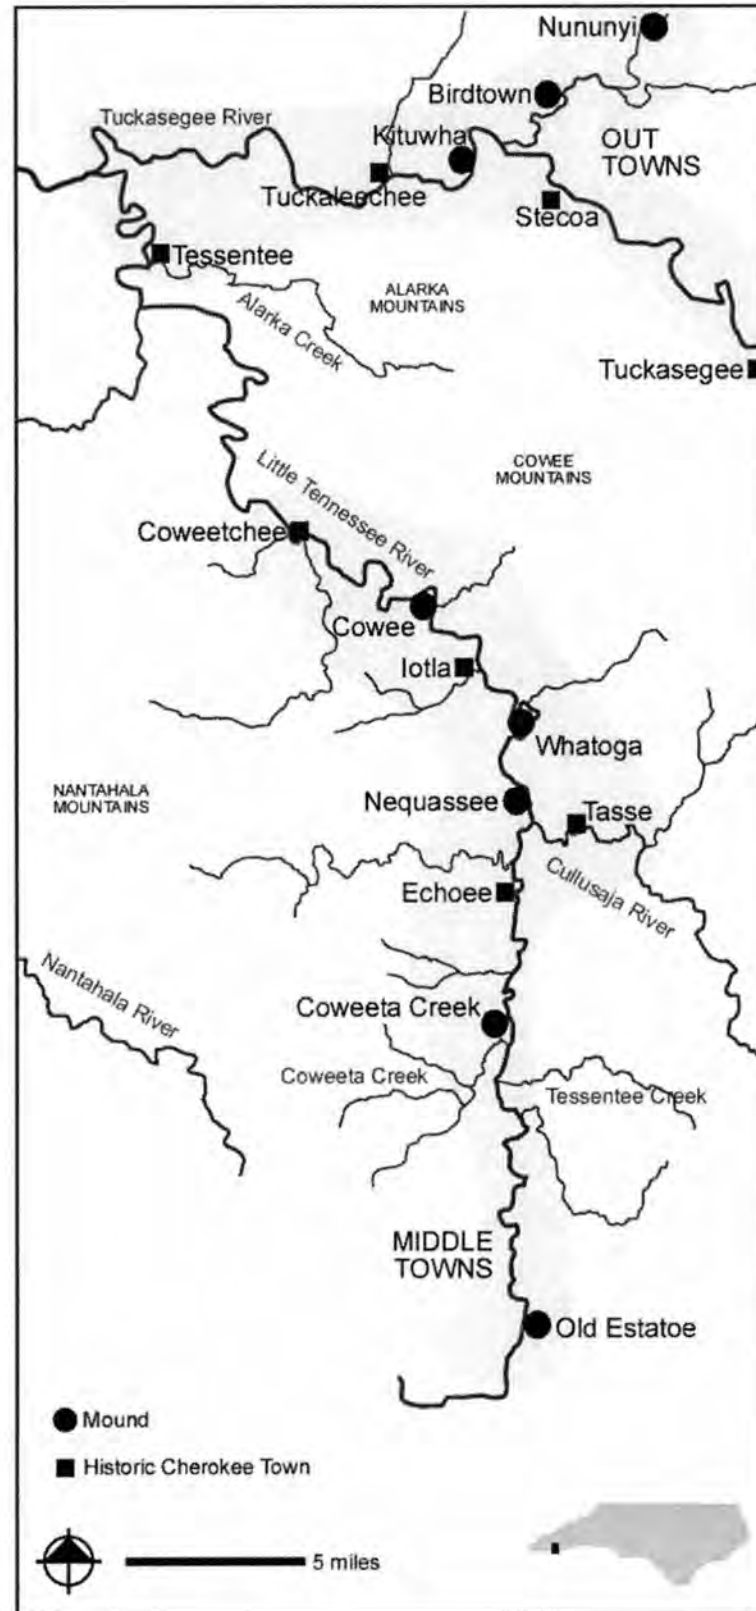 Nununyi
Birdtown
Tuckasegee River
Kituwha
OUT
TOWNS
Tuckaleechee
Stecoa
Tessentee
ALARKA
MOUNTAINS
Alarka Creek
Tuckasegee
COWEE
MOUNTAINS
Little Tennessee River
Coweetchee
Cowee
Iotla
Whatoga
NANTAHALA
MOUNTAINS
Nequassee
Tasse
Echoee
Cullusaja River
Nantahala River
Coweeta Creek
Coweeta Creek
Tessentee Creek
MIDDLE
TOWNS
Old Estatoe
Mound
Historic Cherokee Town
5 miles